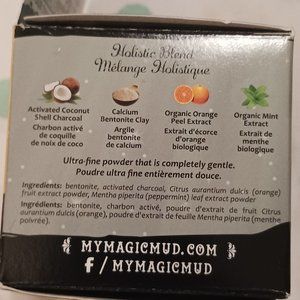 Holistic Blend
Mélange Holistique
Activated Coconut
Shell Charcoal
Charbon activé
de coquille
de noix de coco
Calcium
Bentonite Clay
Argile
bentonite
de calcium
Organic Orange
Peel Extract
Extrait d'écorce
d'orange
biologique
Organic Mint
Extract
Extrait de
menthe
biologique
Ultra-fine powder that is completely gentle.
Poudre ultra fine entièrement douce.
Ingredients: bentonite, activated charcoal, Citrus aurantium dulcis (orange)
fruit extract powder, Mentha piperita (peppermint) leaf extract powder.
Ingrédients: bentonite, charbon activé, poudre d'extrait de fruit Citrus
aurantium dulcis (orange), poudre d'extrait de feuille Mentha piperita (menthe
poivrée).
MYMAGICMUD.COM
f/MYMAGICMUD